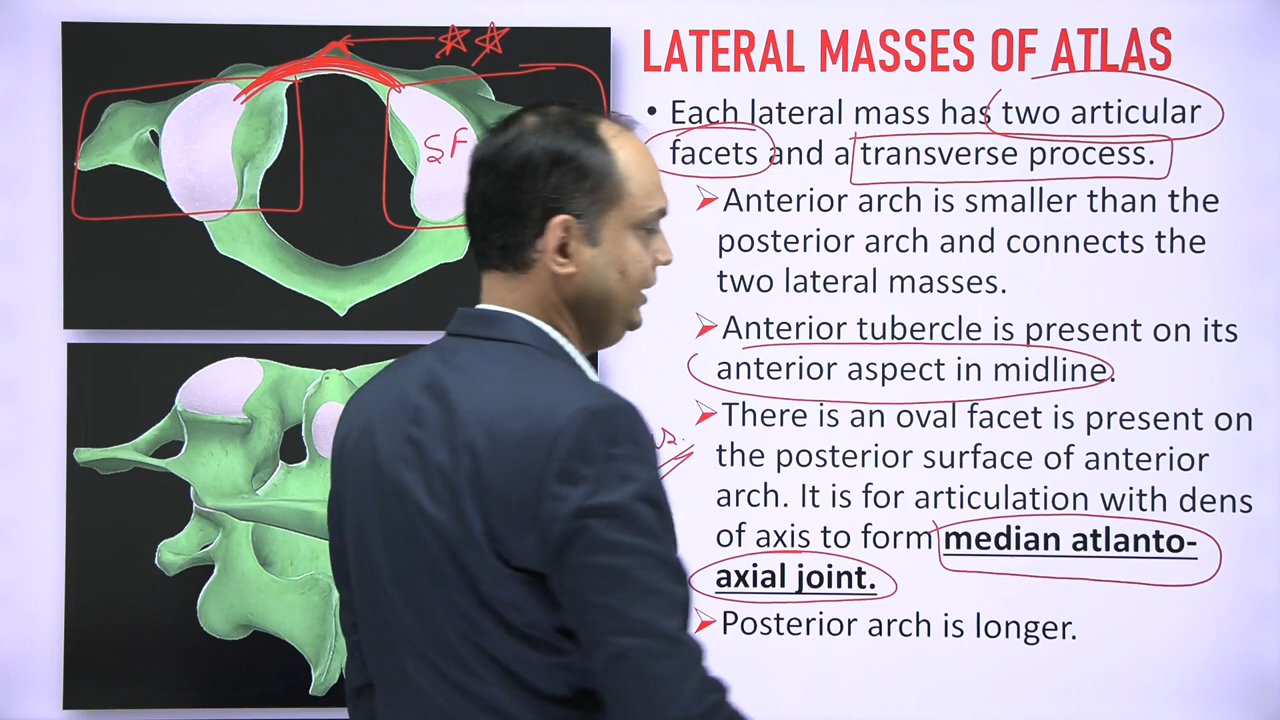 LATERAL MASSES OF ATLAS
• Each lateral mass has two articular
facets and a transverse process.
➤Anterior arch is smaller than the
posterior arch and connects the
two lateral masses.
➤Anterior tubercle is present on its
anterior aspect in midline.
➤There is an oval facet is present on
the posterior surface of anterior
arch. It is for articulation with dens
of axis to form median atlanto-
axial joint.
➤Posterior arch is longer.
SF